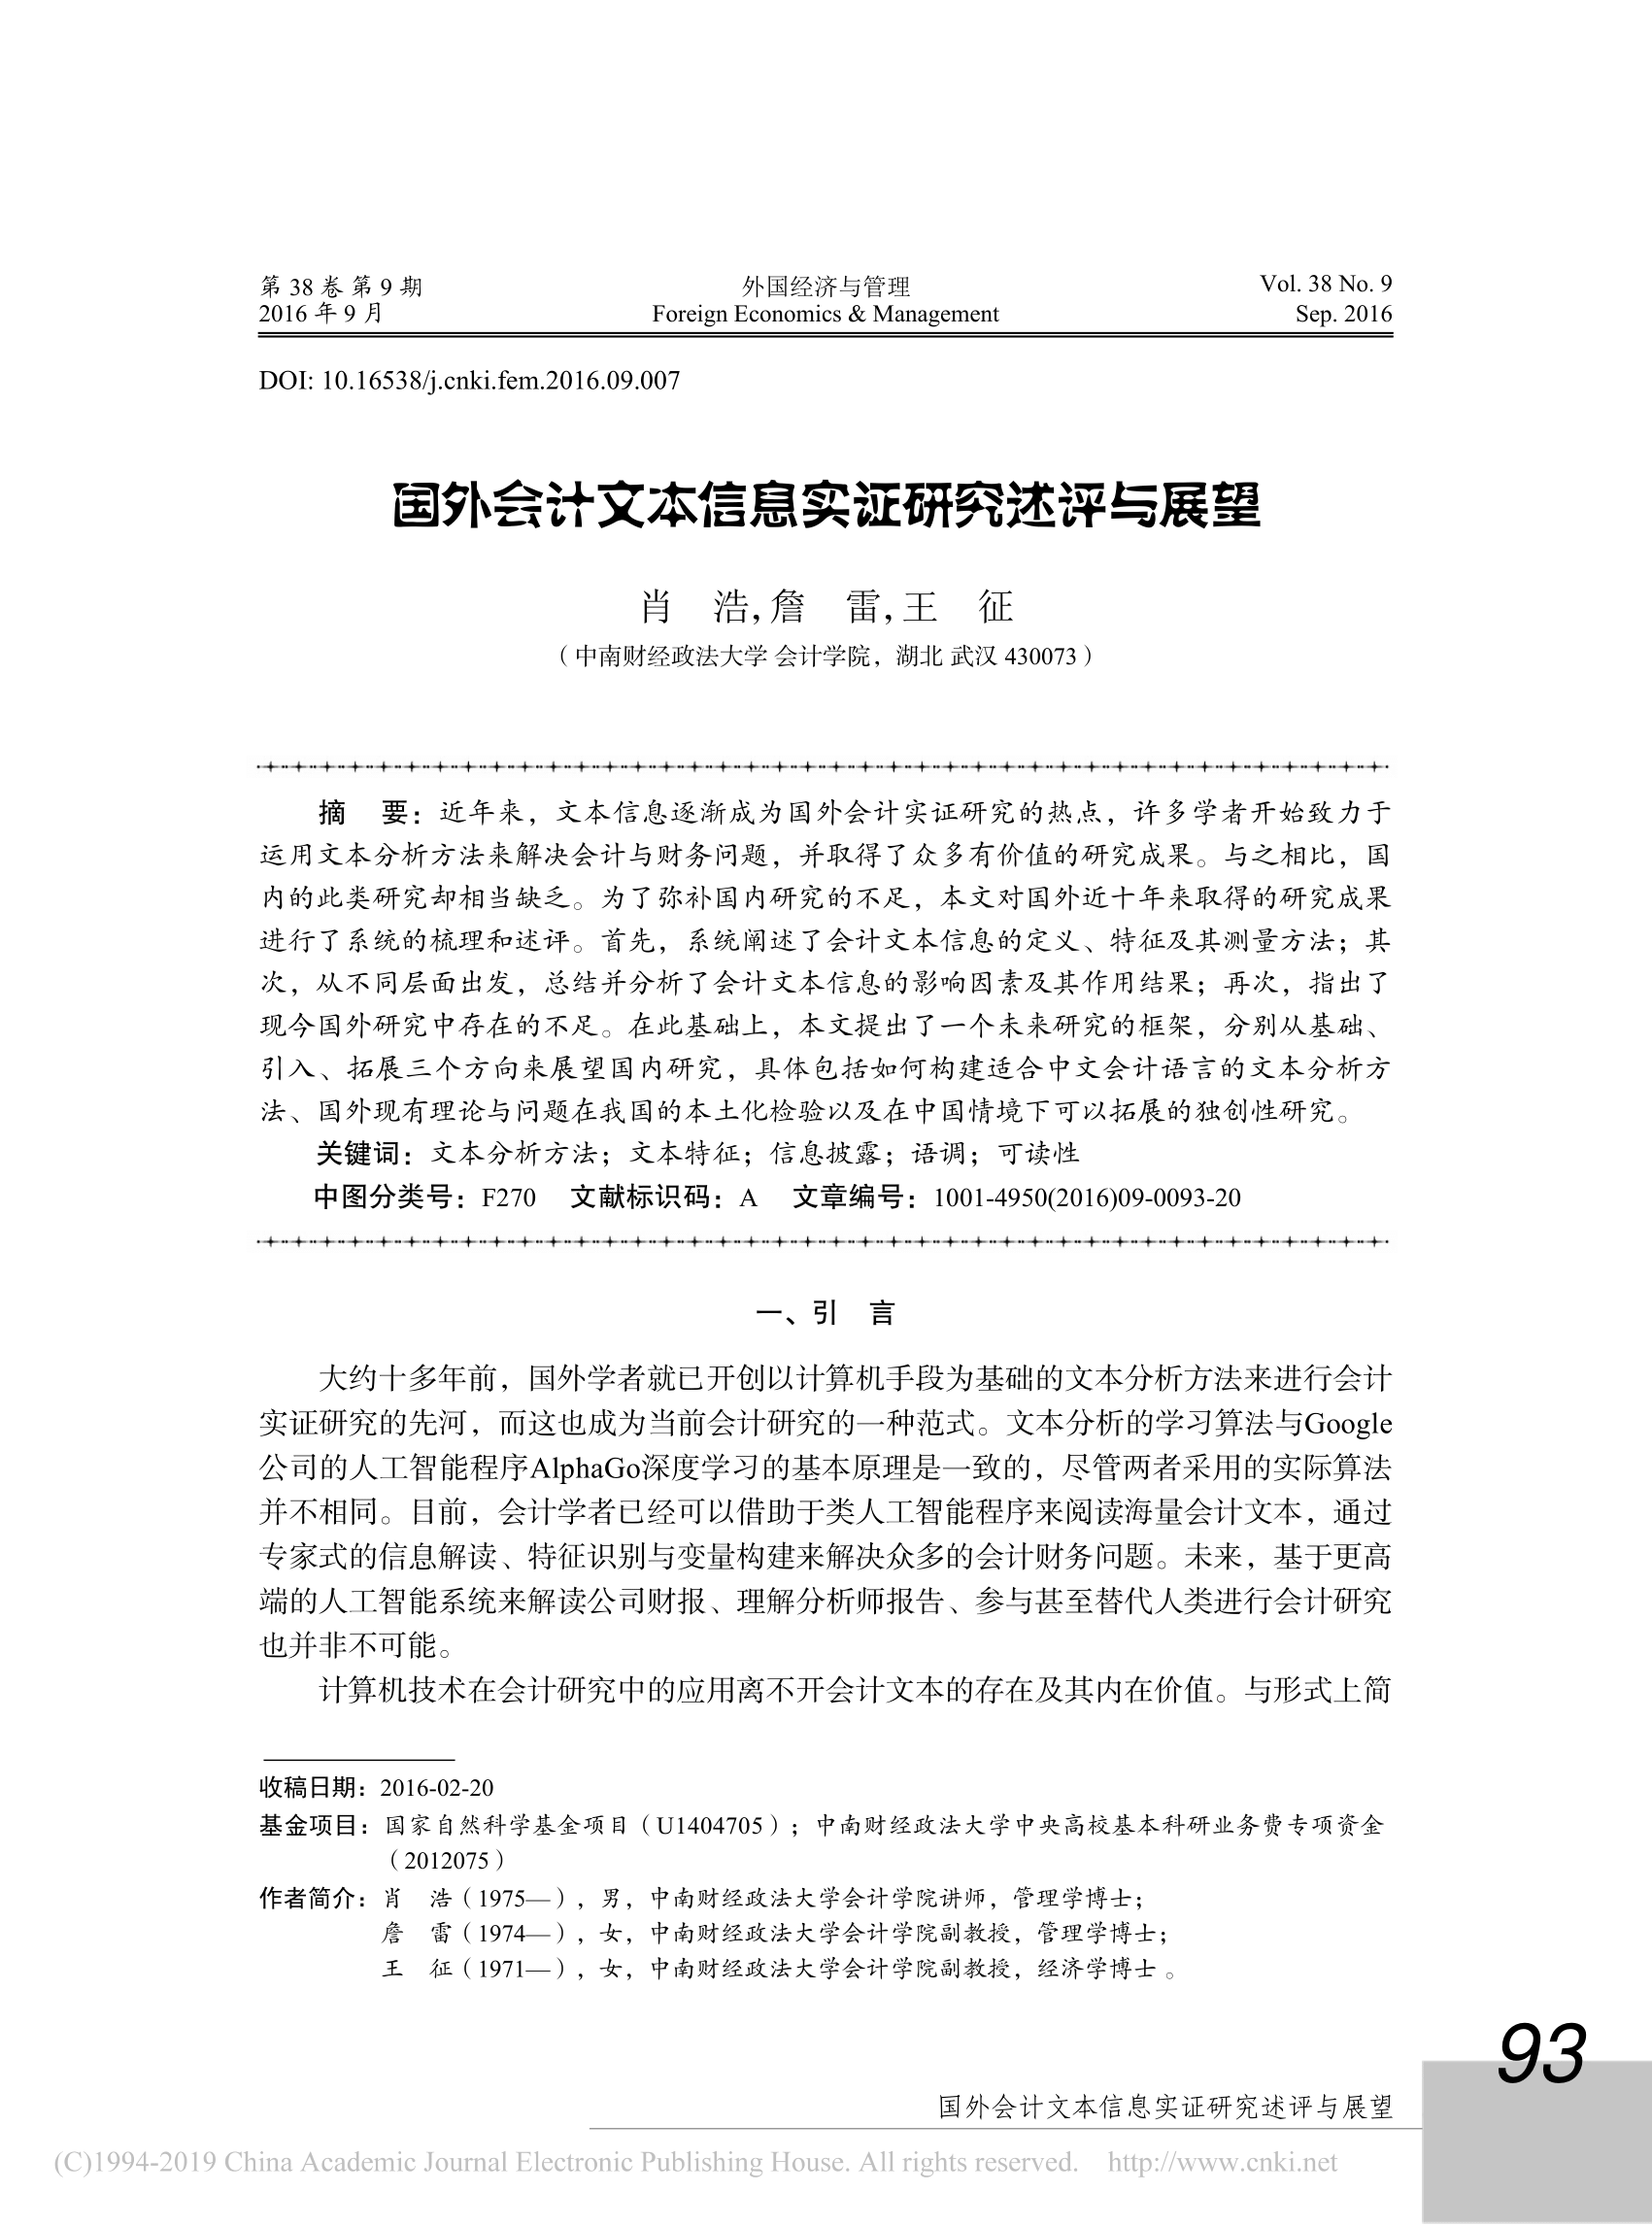 第 38 卷 第 9 期
2016 年 9 月
外国经济与管理
Foreign Economics & Management
Vol. 38 No. 9
Sep. 2016
DOI: 10.16538/j.cnki.fem.2016.09.007
国外会计文本信息实证研究述评与展望
肖　浩，詹　雷，王　征
（中南财经政法大学 会计学院，湖北 武汉 430073）
摘　要：近年来，文本信息逐渐成为国外会计实证研究的热点，许多学者开始致力于
运用文本分析方法来解决会计与财务问题，并取得了众多有价值的研究成果。与之相比，国
内的此类研究却相当缺乏。为了弥补国内研究的不足，本文对国外近十年来取得的研究成果
进行了系统的梳理和述评。首先，系统阐述了会计文本信息的定义、特征及其测量方法；其
次，从不同层面出发，总结并分析了会计文本信息的影响因素及其作用结果；再次，指出了
现今国外研究中存在的不足。在此基础上，本文提出了一个未来研究的框架，分别从基础、
引入、拓展三个方向来展望国内研究，具体包括如何构建适合中文会计语言的文本分析方
法、国外现有理论与问题在我国的本土化检验以及在中国情境下可以拓展的独创性研究。
关键词：文本分析方法；文本特征；信息披露；语调；可读性
中图分类号：F270　文献标识码：A　文章编号：1001-4950(2016)09-0093-20
一、引　言
大约十多年前，国外学者就已开创以计算机手段为基础的文本分析方法来进行会计
实证研究的先河，而这也成为当前会计研究的一种范式。文本分析的学习算法与Google
公司的人工智能程序AlphaGo深度学习的基本原理是一致的，尽管两者采用的实际算法
并不相同。目前，会计学者已经可以借助于类人工智能程序来阅读海量会计文本，通过
专家式的信息解读、特征识别与变量构建来解决众多的会计财务问题。未来，基于更高
端的人工智能系统来解读公司财报、理解分析师报告、参与甚至替代人类进行会计研究
也并非不可能。
计算机技术在会计研究中的应用离不开会计文本的存在及其内在价值。与形式上简
收稿日期：2016-02-20
基金项目：国家自然科学基金项目（U1404705）；中南财经政法大学中央高校基本科研业务费专项资金
（2012075）
作者简介：肖　浩（1975—），男，中南财经政法大学会计学院讲师，管理学博士；
詹　雷（1974—），女，中南财经政法大学会计学院副教授，管理学博士；
王　征（1971—），女，中南财经政法大学会计学院副教授，经济学博士。
93
国外会计文本信息实证研究述评与展望
(C)1994-2019 China Academic Journal Electronic Publishing House. All rights reserved.　http://www.cnki.net